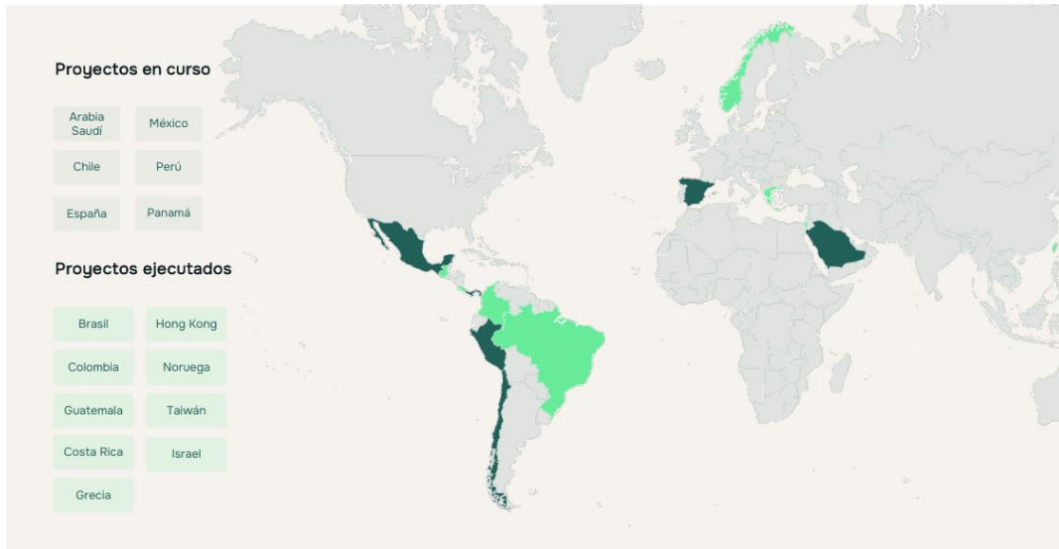 Proyectos en curso
Arabia
Saudí
México
Chile
Perú
España
Panamá
Proyectos ejecutados
Brasil
Hong Kong
Colombia
Noruega
Guatemala
Taiwán
Costa Rica
Israel
Grecia